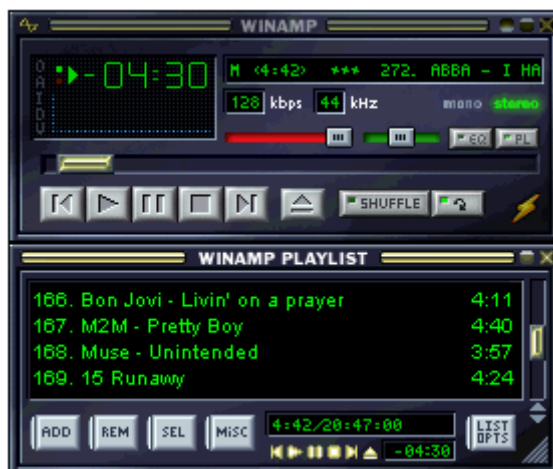 WINAMP
O
A
I
D
V
-04:30
M (4:42) *** 272. ABBA - I HA
128 kbps 44 kHz mono stereo
EQ PL
SHUFFLE
WINAMP PLAYLIST
166. Bon Jovi - Livin' on a prayer 4:11
167. M2M - Pretty Boy 4:40
168. Muse - Unintended 3:57
169. 15 Runawy 4:24
ADD REM SEL MISC 4:42/20:47:00 LIST OPTS
-04:30